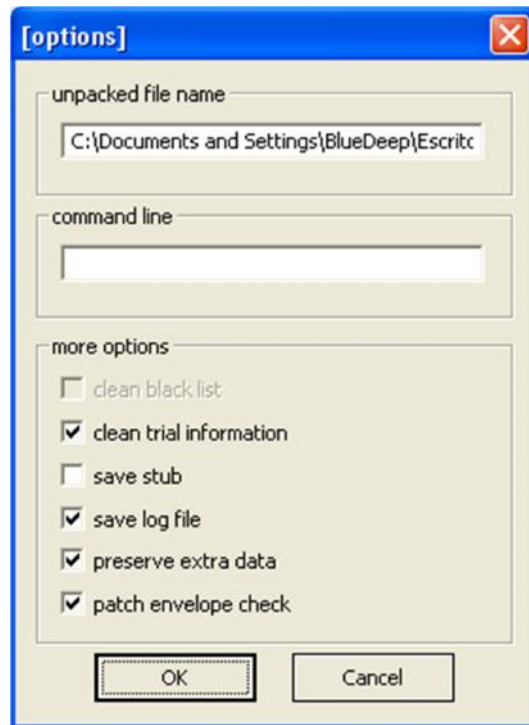 [options]
unpacked file name
C:\Documents and Settings\BlueDeep\Escritc
command line
more options
clean black list
clean trial information
save stub
save log file
preserve extra data
patch envelope check
OK
Cancel